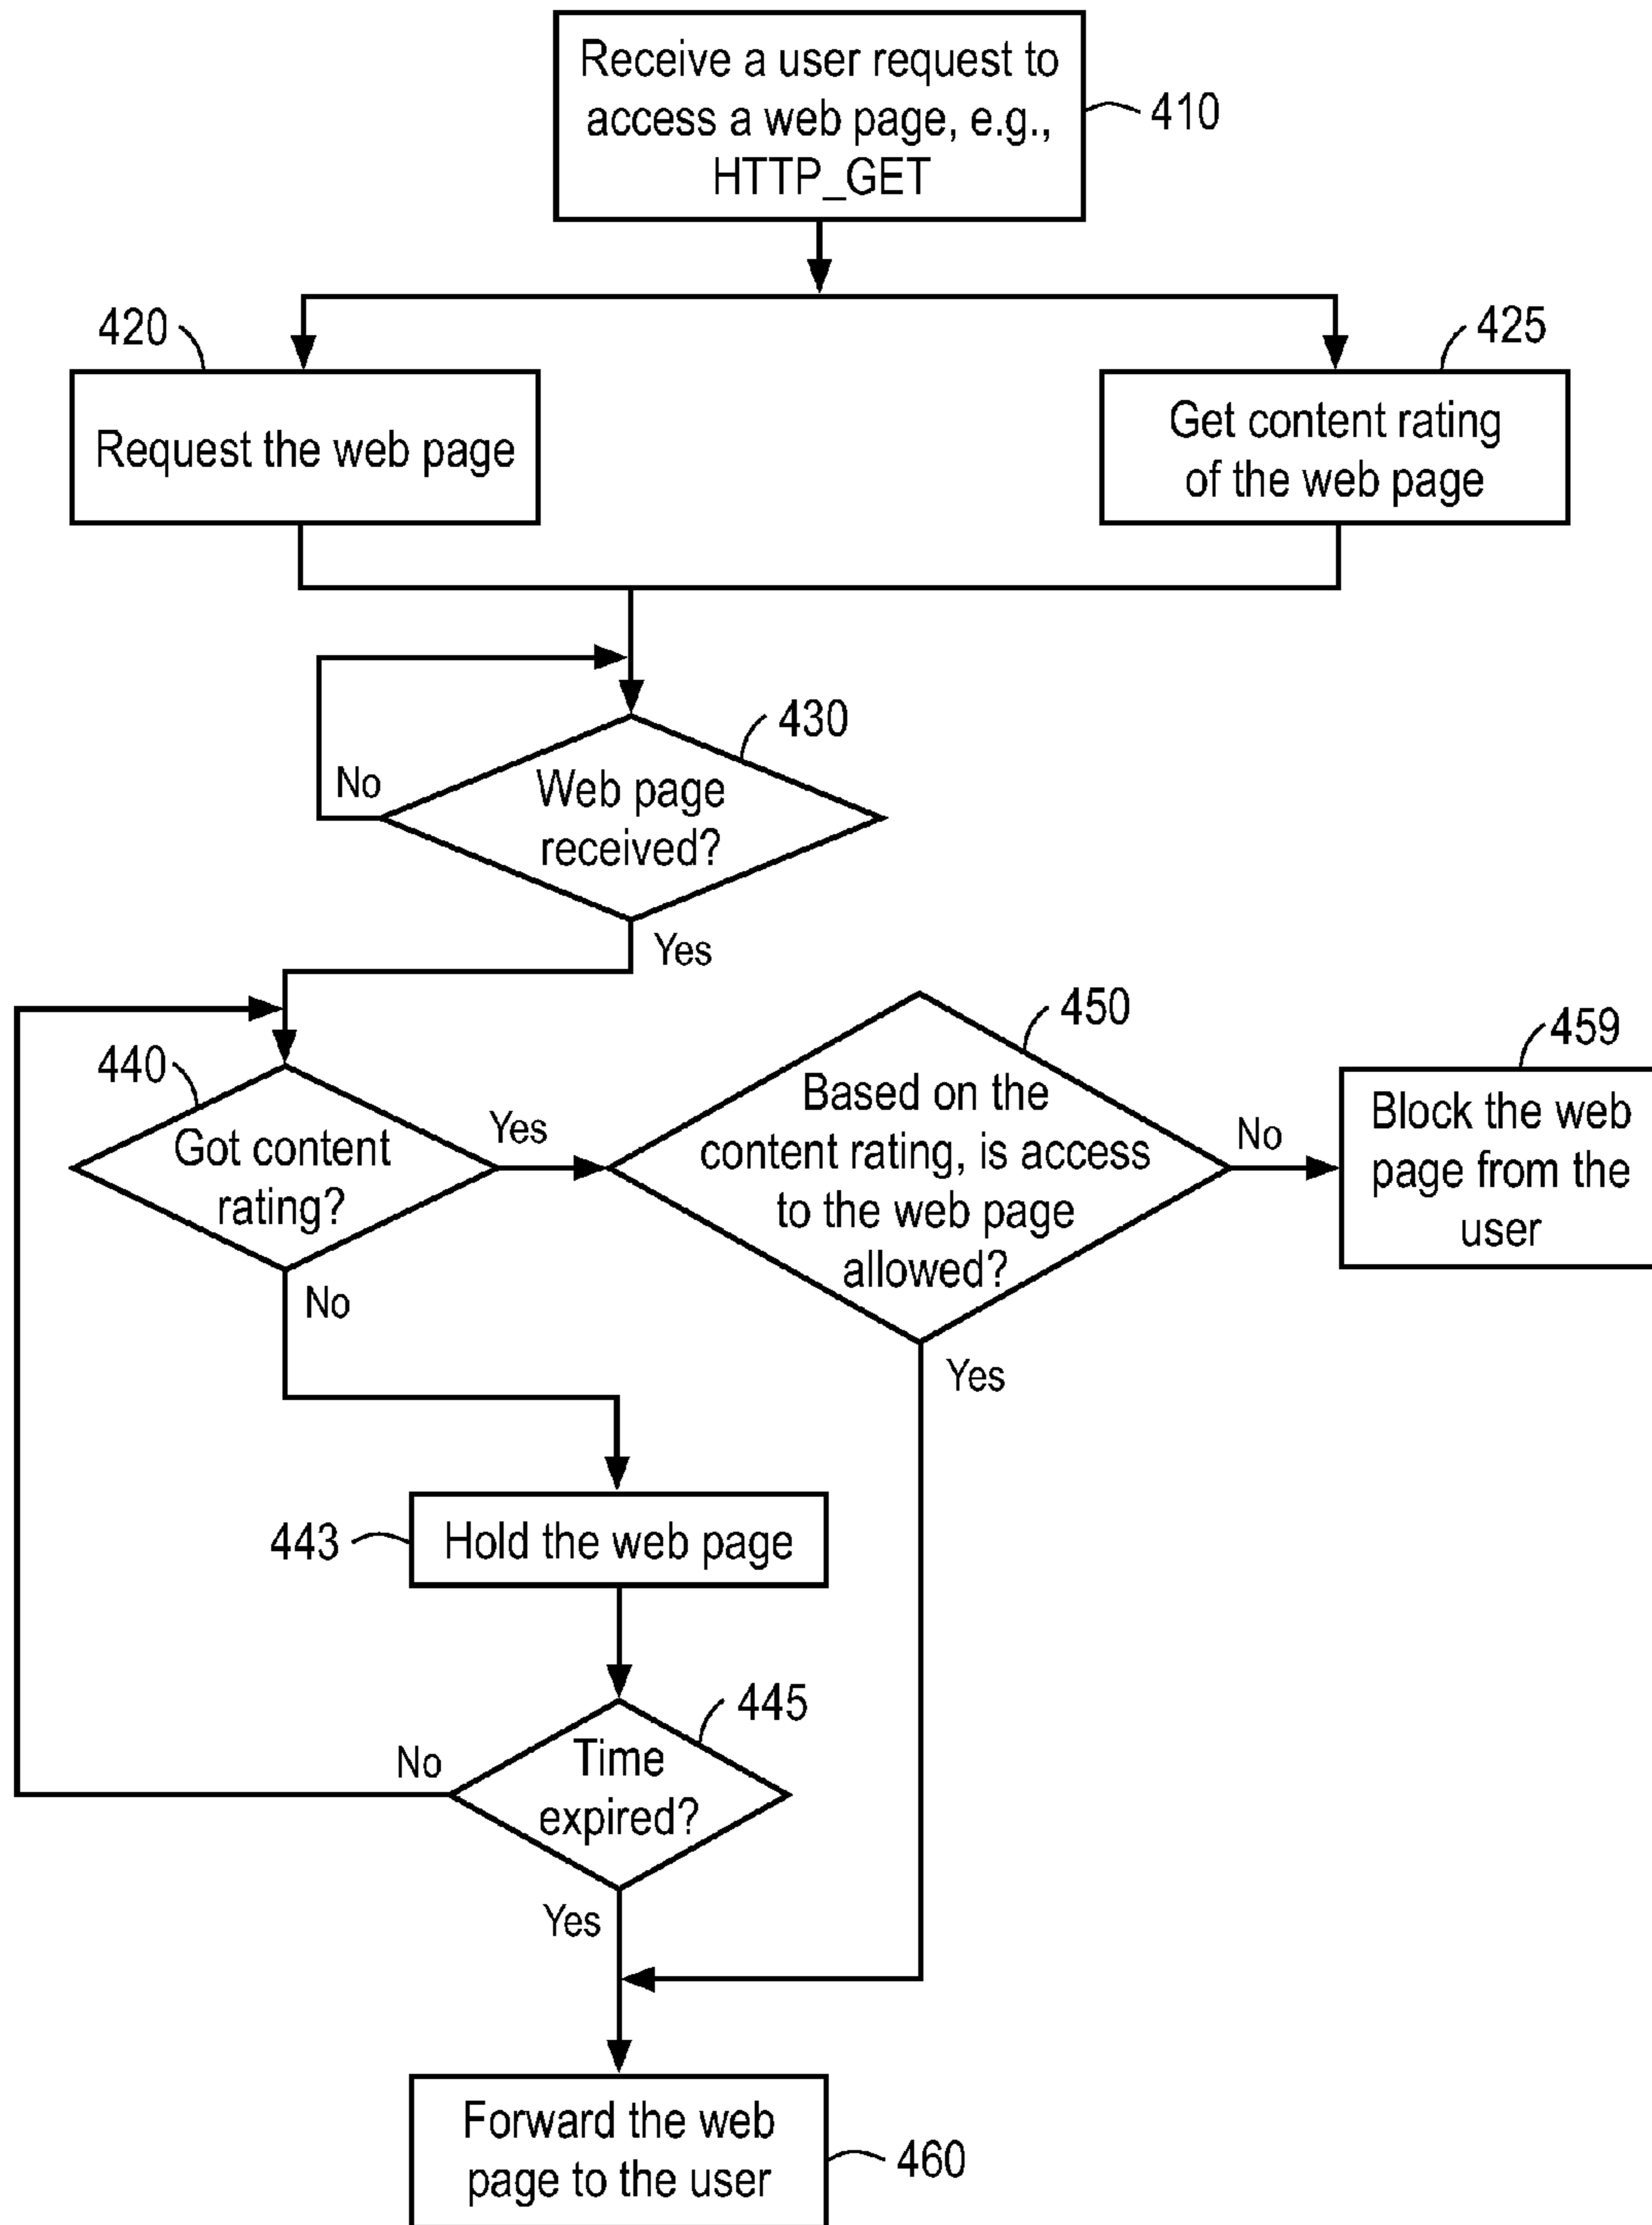 Receive a user request to
access a web page, e.g.,
HTTP_GET
410
420
425
Request the web page
Get content rating
of the web page
430
No
Web page
received?
Yes
440
450
459
Got content
rating?
Yes
Based on the
content rating, is access
to the web page
allowed?
No
Block the web
page from the
user
No
Yes
443
Hold the web page
445
No
Time
expired?
Yes
Forward the web
page to the user
460